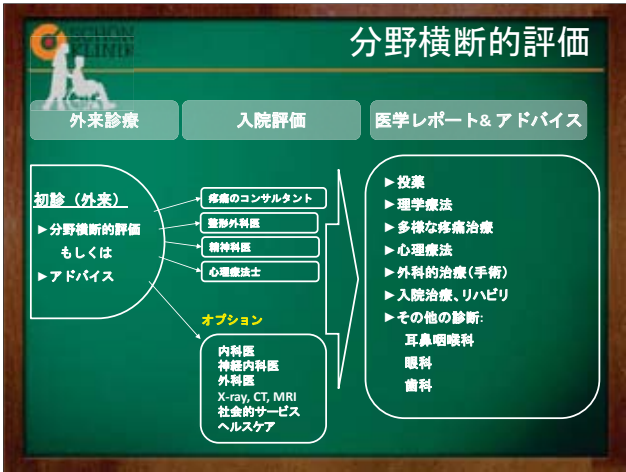 SCHÖN
KLINIK
分野横断的評価
外来診療
入院評価
医学レポート& アドバイス
初診（外来）
►分野横断的評価
もしくは
►アドバイス
疼痛のコンサルタント
整形外科医
精神科医
心理療法士
オプション
内科医
神経内科医
外科医
X-ray, CT, MRI
社会的サービス
ヘルスケア
►投薬
►理学療法
►多様な疼痛治療
►心理療法
►外科的治療（手術）
►入院治療、リハビリ
►その他の診断:
耳鼻咽喉科
眼科
歯科